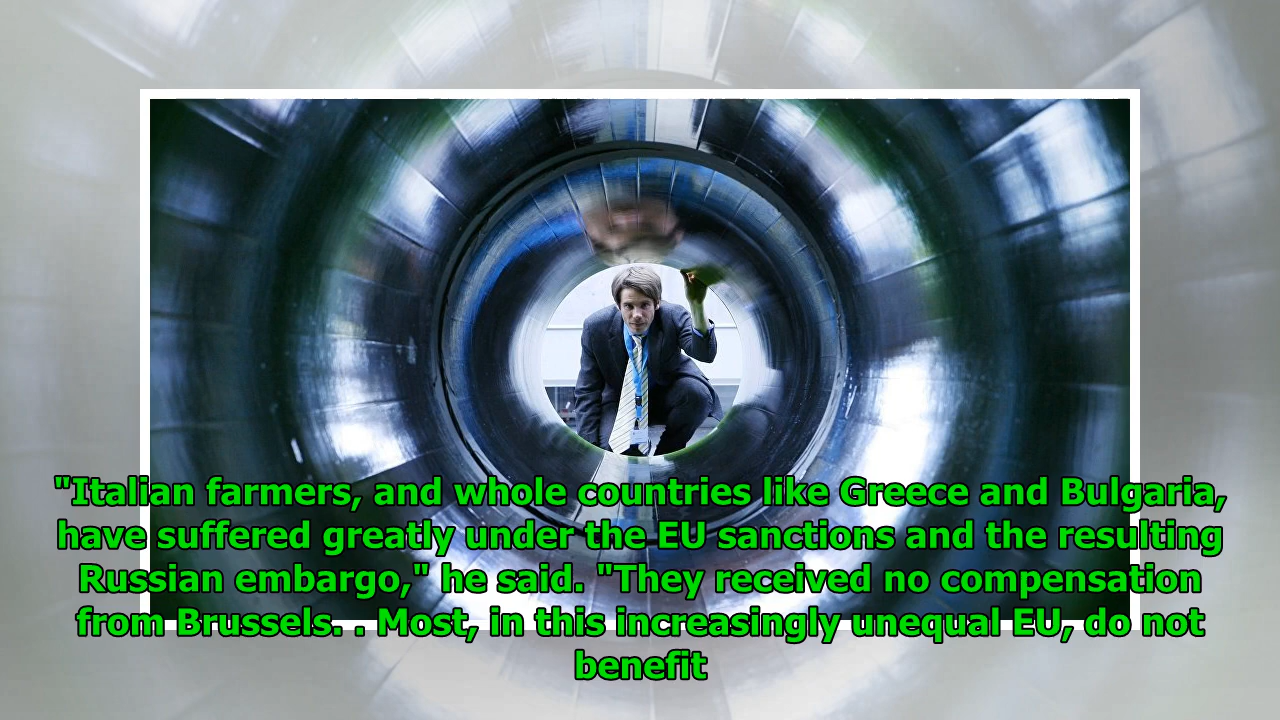 "Italian farmers, and whole countries like Greece and Bulgaria,
have suffered greatly under the EU sanctions and the resulting
Russian embargo," he said. "They received no compensation
from Brussels. . Most, in this increasingly unequal EU, do not
benefit